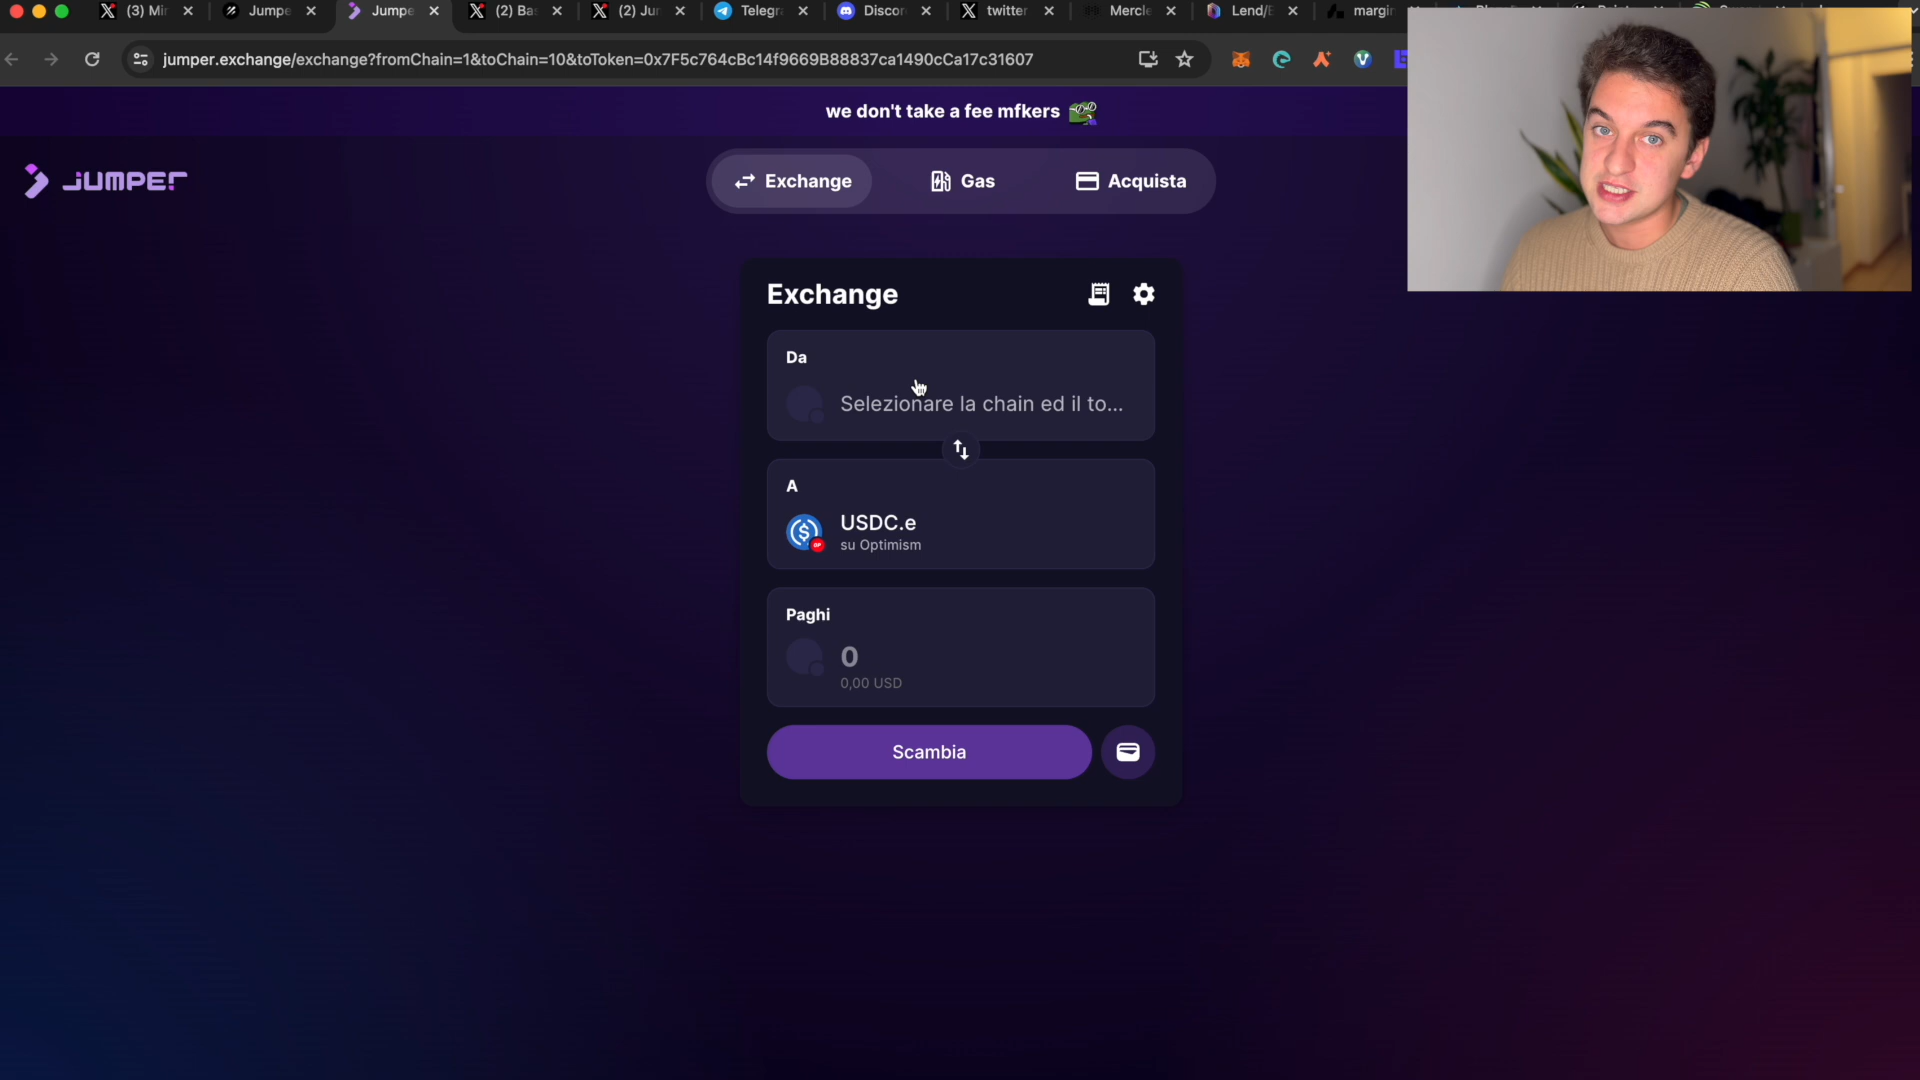 (3) Mi
Jumpe
Jumpe
(2) Ba
(2) Ju
Telegr
Discor
twitter
Mercle
Lend/
margin
jumper.exchange/exchange?fromChain=1&toChain=10&toToken=0x7F5c764cBc14f9669B88837ca1490cCa17c31607
we don't take a fee mfkers
JUMPER
Exchange
Gas
Acquista
Exchange
Da
Selezionare la chain ed il to...
A
USDC.e
su Optimism
Paghi
0
0,00 USD
Scambia